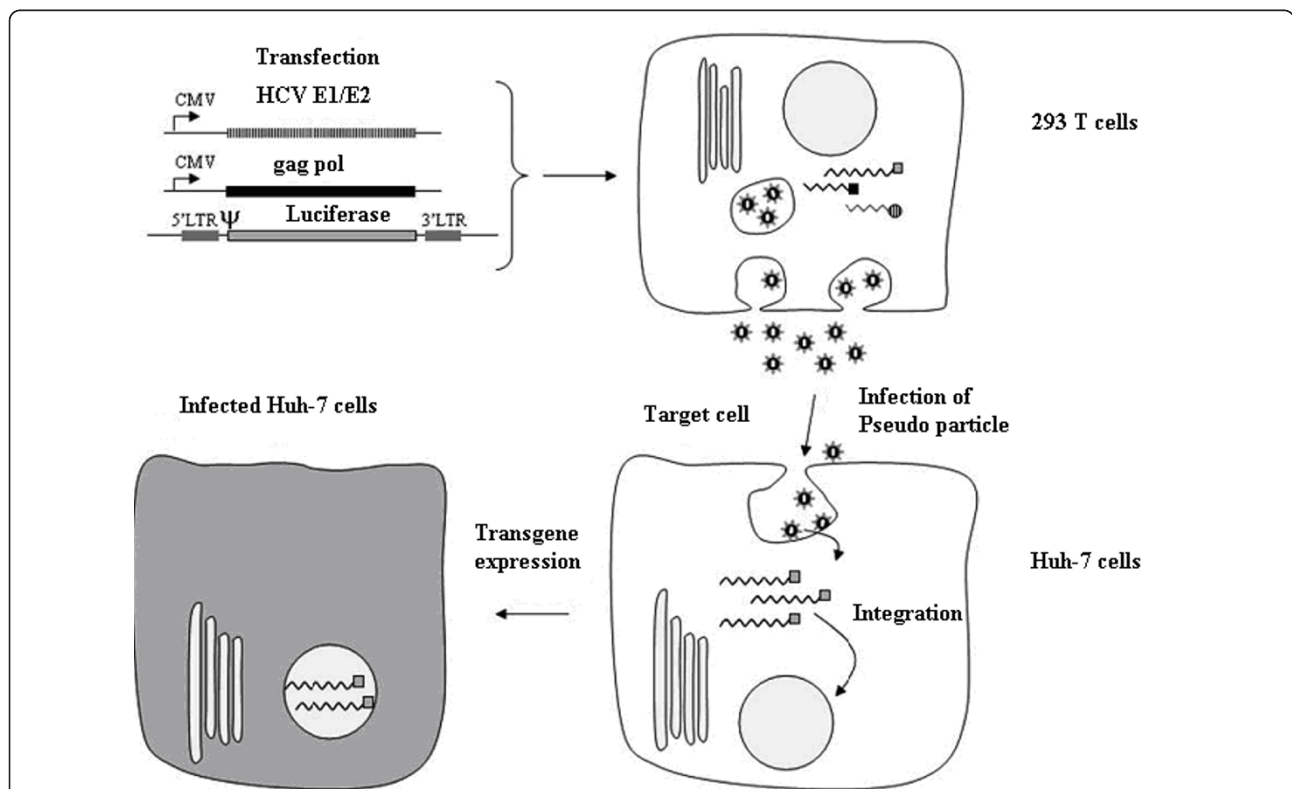 Transfection
HCV E1/E2
CMV
gag pol
CMV
Luciferase
5'LTR Ψ 3'LTR
293 T cells
Infection of
Pseudo particle
Target cell
Infected Huh-7 cells
Transgene
expression
Huh-7 cells
Integration